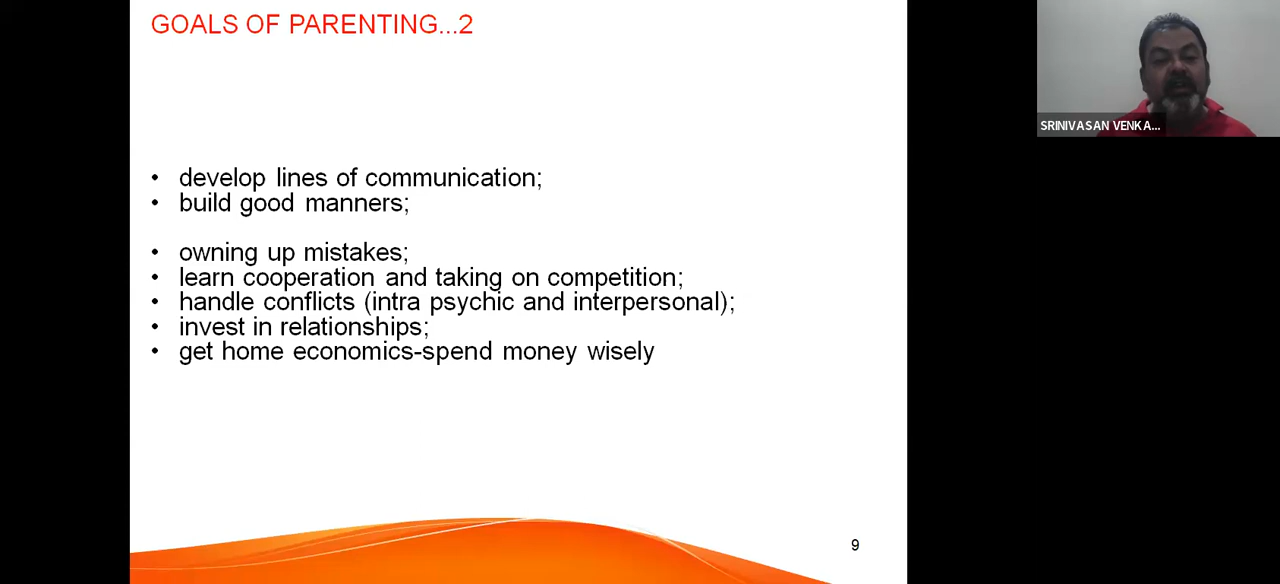 GOALS OF PARENTING...2
SRINIVASAN VENKA...
• develop lines of communication;
• build good manners;
• owning up mistakes;
• learn cooperation and taking on competition;
• handle conflicts (intra psychic and interpersonal);
• invest in relationships;
• get home economics-spend money wisely
9